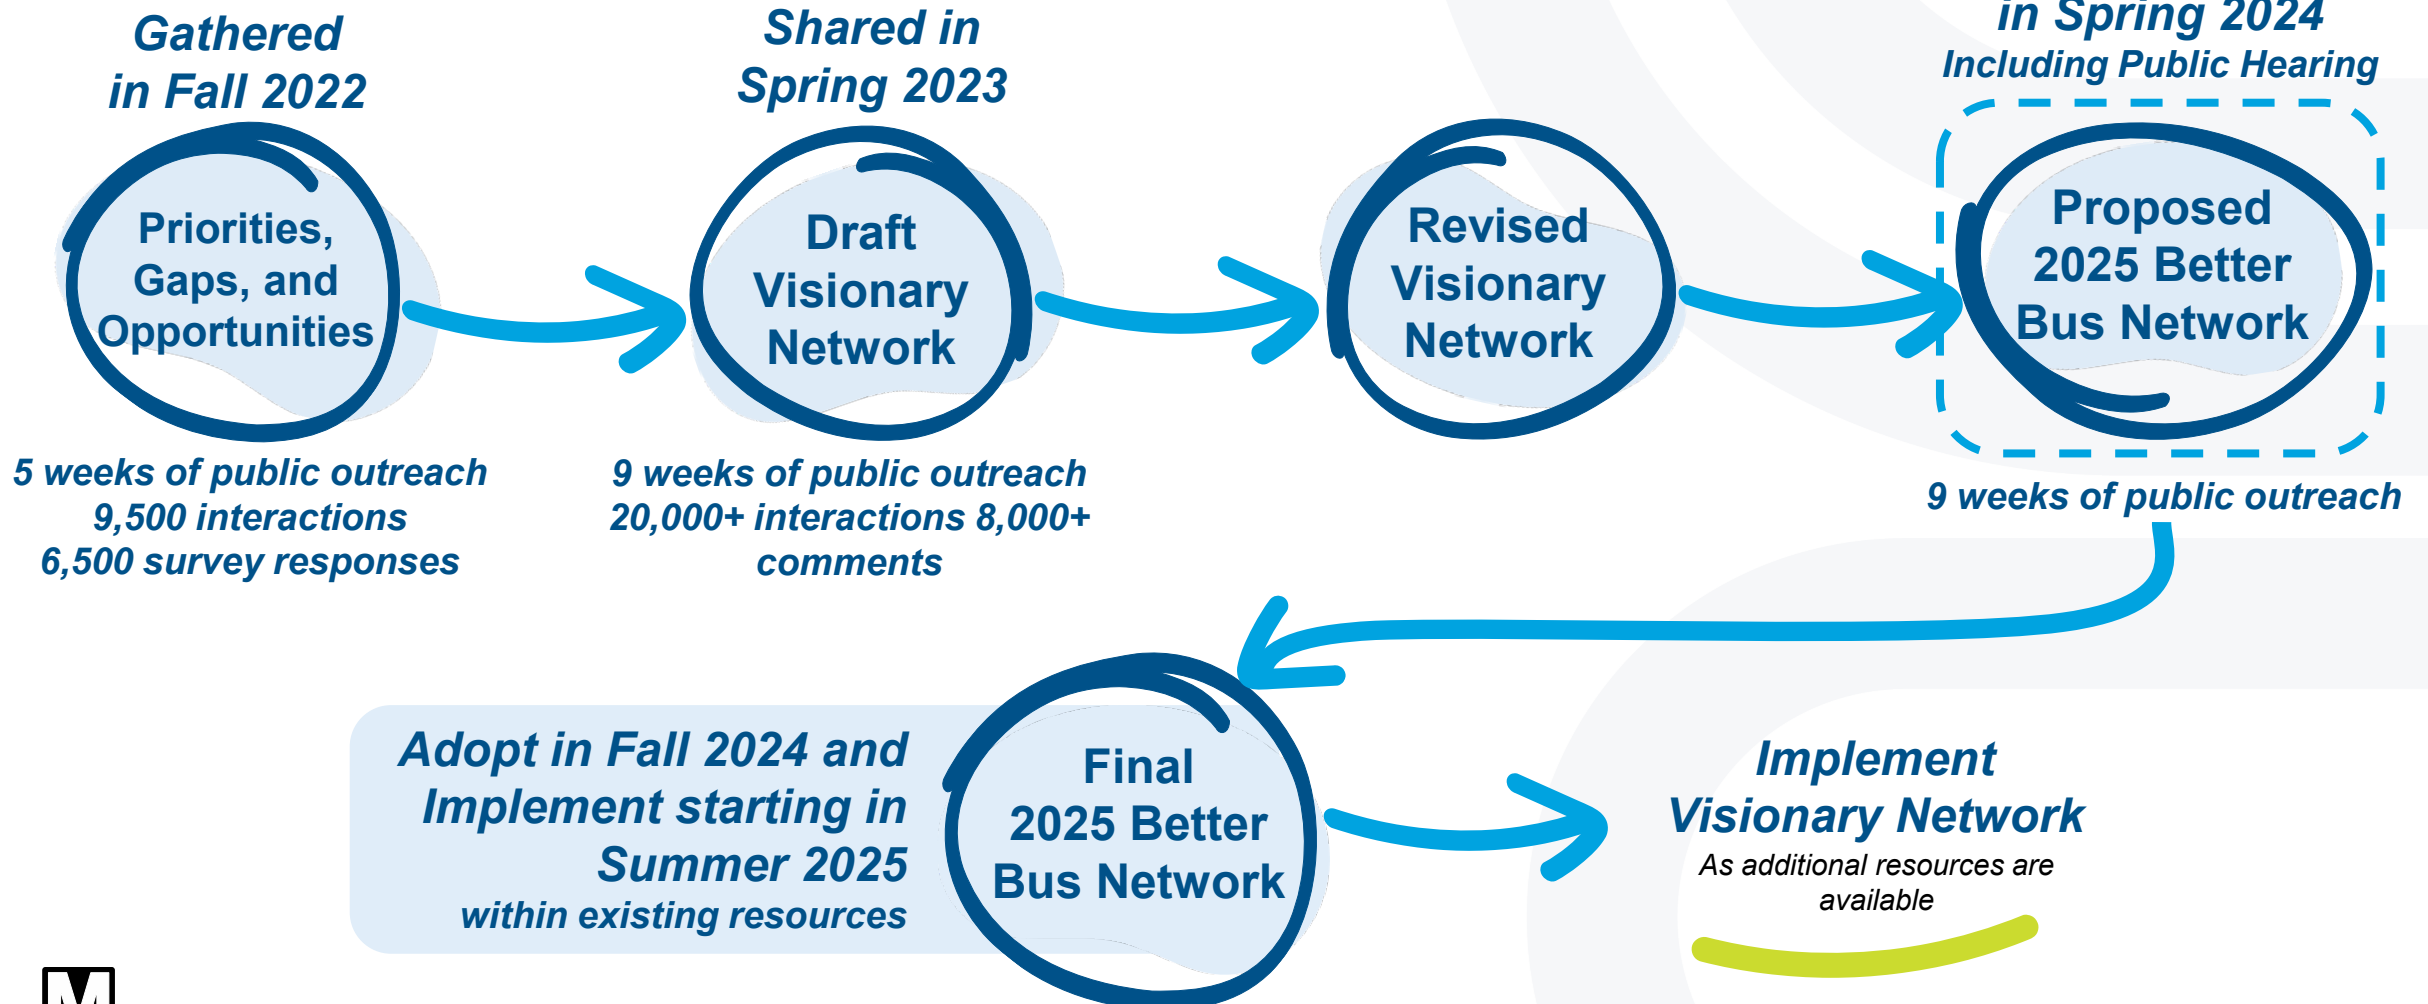 Gathered
in Fall 2022
Priorities,
Gaps, and
Opportunities
5 weeks of public outreach
9,500 interactions
6,500 survey responses
Shared in
Spring 2023
Draft
Visionary
Network
9 weeks of public outreach
20,000+ interactions 8,000+
comments
Revised
Visionary
Network
in Spring 2024
Including Public Hearing
Proposed
2025 Better
Bus Network
9 weeks of public outreach
Adopt in Fall 2024 and
Implement starting in
Summer 2025
within existing resources
Final
2025 Better
Bus Network
Implement
Visionary Network
As additional resources are
available
M